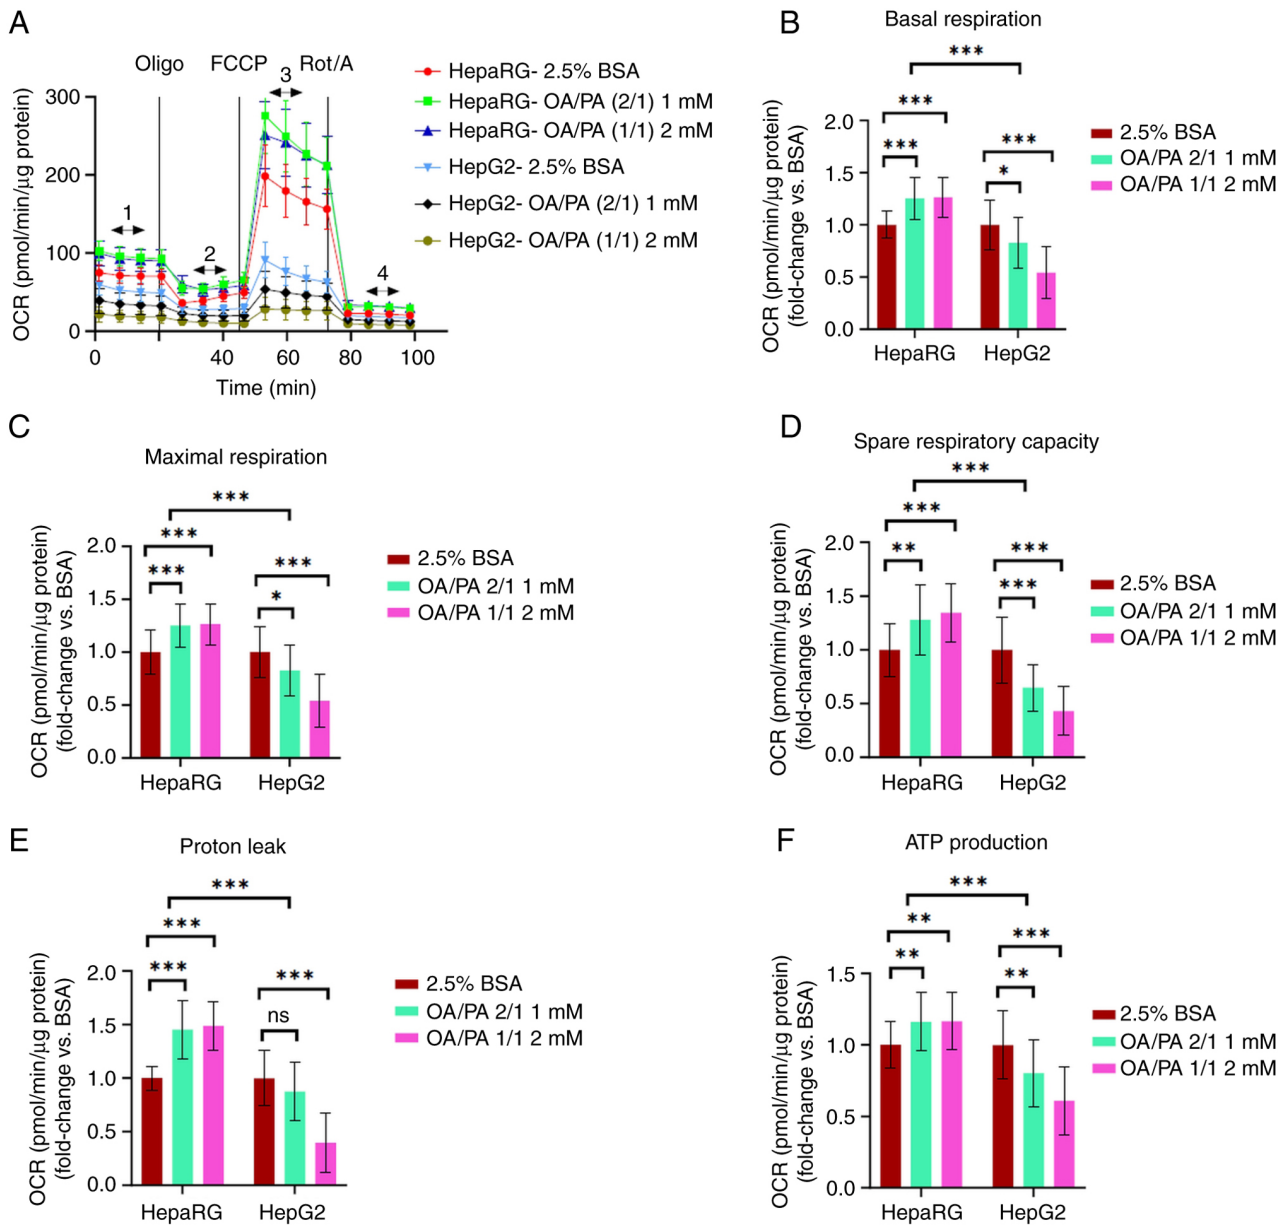 A
Oligo FCCP Rot/A
1
2
3
4
300
200
100
0
0 40 60 80 100
OCR (pmol/min/µg protein)
Time (min)
HepaRG- 2.5% BSA
HepaRG- OA/PA (2/1) 1 mM
HepaRG- OA/PA (1/1) 2 mM
HepG2- 2.5% BSA
HepG2- OA/PA (2/1) 1 mM
HepG2- OA/PA (1/1) 2 mM
B
Basal respiration
***
***
***
***
*
2.0
1.5
1.0
0.5
0.0
OCR (pmol/min/µg protein)
(fold-change vs. BSA)
HepaRG HepG2
2.5% BSA
OA/PA 2/1 1 mM
OA/PA 1/1 2 mM
C
Maximal respiration
***
***
***
***
*
2.0
1.5
1.0
0.5
0.0
OCR (pmol/min/µg protein)
(fold-change vs. BSA)
HepaRG HepG2
2.5% BSA
OA/PA 2/1 1 mM
OA/PA 1/1 2 mM
D
Spare respiratory capacity
***
***
**
***
***
2.0
1.5
1.0
0.5
0.0
OCR (pmol/min/µg protein)
(fold-change vs. BSA)
HepaRG HepG2
2.5% BSA
OA/PA 2/1 1 mM
OA/PA 1/1 2 mM
E
Proton leak
***
***
***
***
ns
2.0
1.5
1.0
0.5
0.0
OCR (pmol/min/µg protein)
(fold-change vs. BSA)
HepaRG HepG2
2.5% BSA
OA/PA 2/1 1 mM
OA/PA 1/1 2 mM
F
ATP production
***
**
**
***
**
1.5
1.0
0.5
0.0
OCR (pmol/min/µg protein)
(fold-change vs. BSA)
HepaRG HepG2
2.5% BSA
OA/PA 2/1 1 mM
OA/PA 1/1 2 mM